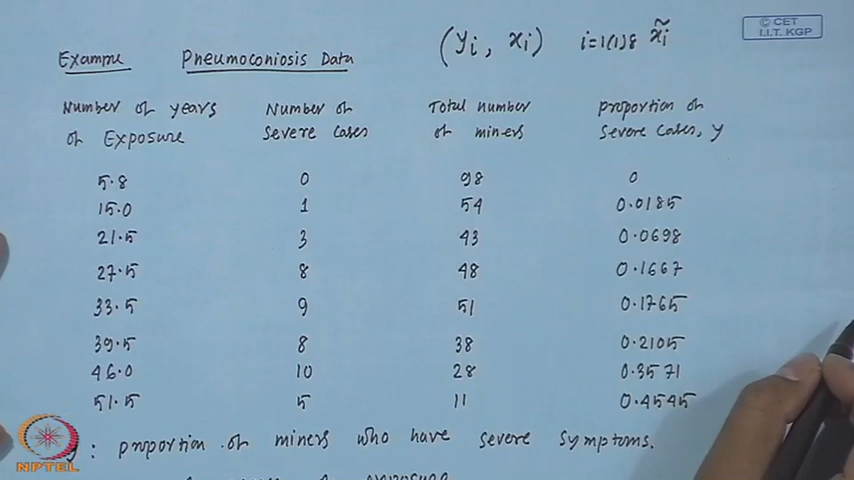 © CET
I.I.T. KGP
Example Pneumoconiosis Data (yi, xi) i=1(1)8 x̃i
Number of years of Exposure
Number of severe cases
Total number of miners
proportion of severe cases, y
5.8 0 98 0
15.0 1 54 0.0185
21.5 3 43 0.0698
27.5 8 48 0.1667
33.5 9 51 0.1765
39.5 8 38 0.2105
46.0 10 28 0.3571
51.5 5 11 0.4545
y : proportion of miners who have severe symptoms.
of exposure
NPTEL